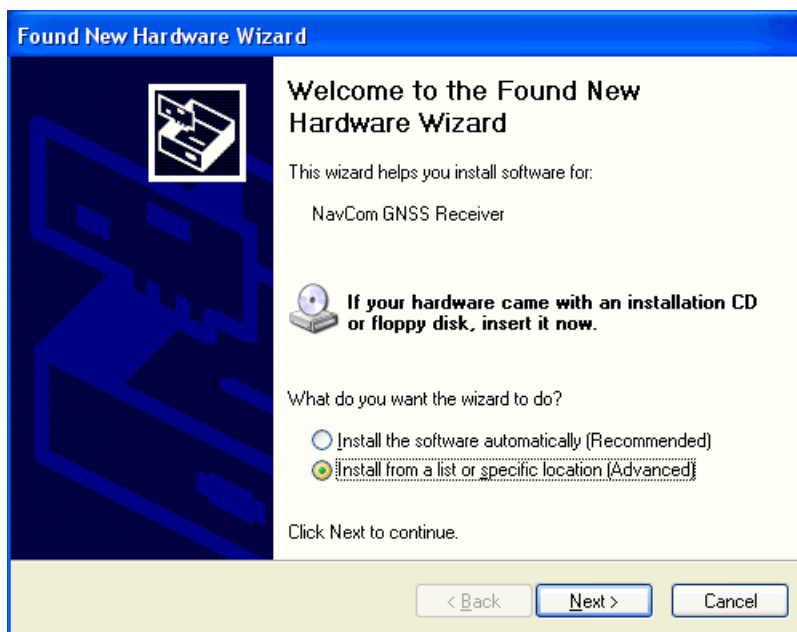 Found New Hardware Wizard
Welcome to the Found New
Hardware Wizard
This wizard helps you install software for:
NavCom GNSS Receiver
If your hardware came with an installation CD
or floppy disk, insert it now.
What do you want the wizard to do?
Install the software automatically (Recommended)
Install from a list or specific location (Advanced)
Click Next to continue.
< Back Next > Cancel